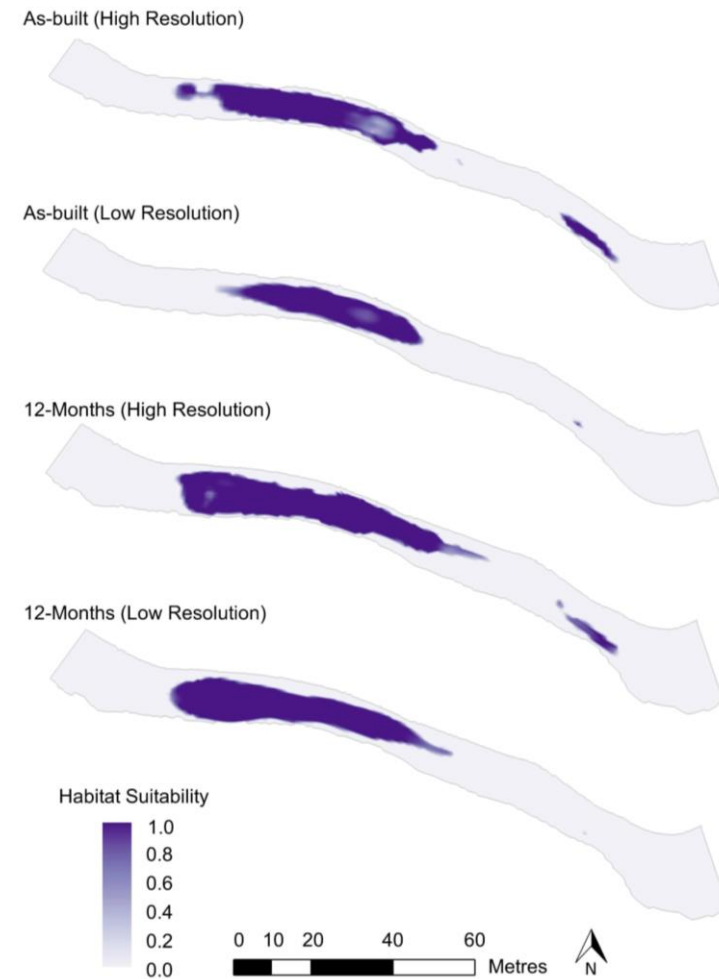 As-built (High Resolution)
As-built (Low Resolution)
12-Months (High Resolution)
12-Months (Low Resolution)
Habitat Suitability
1.0
0.8
0.6
0.4
0.2
0.0
0 10 20 40 60
Metres
N